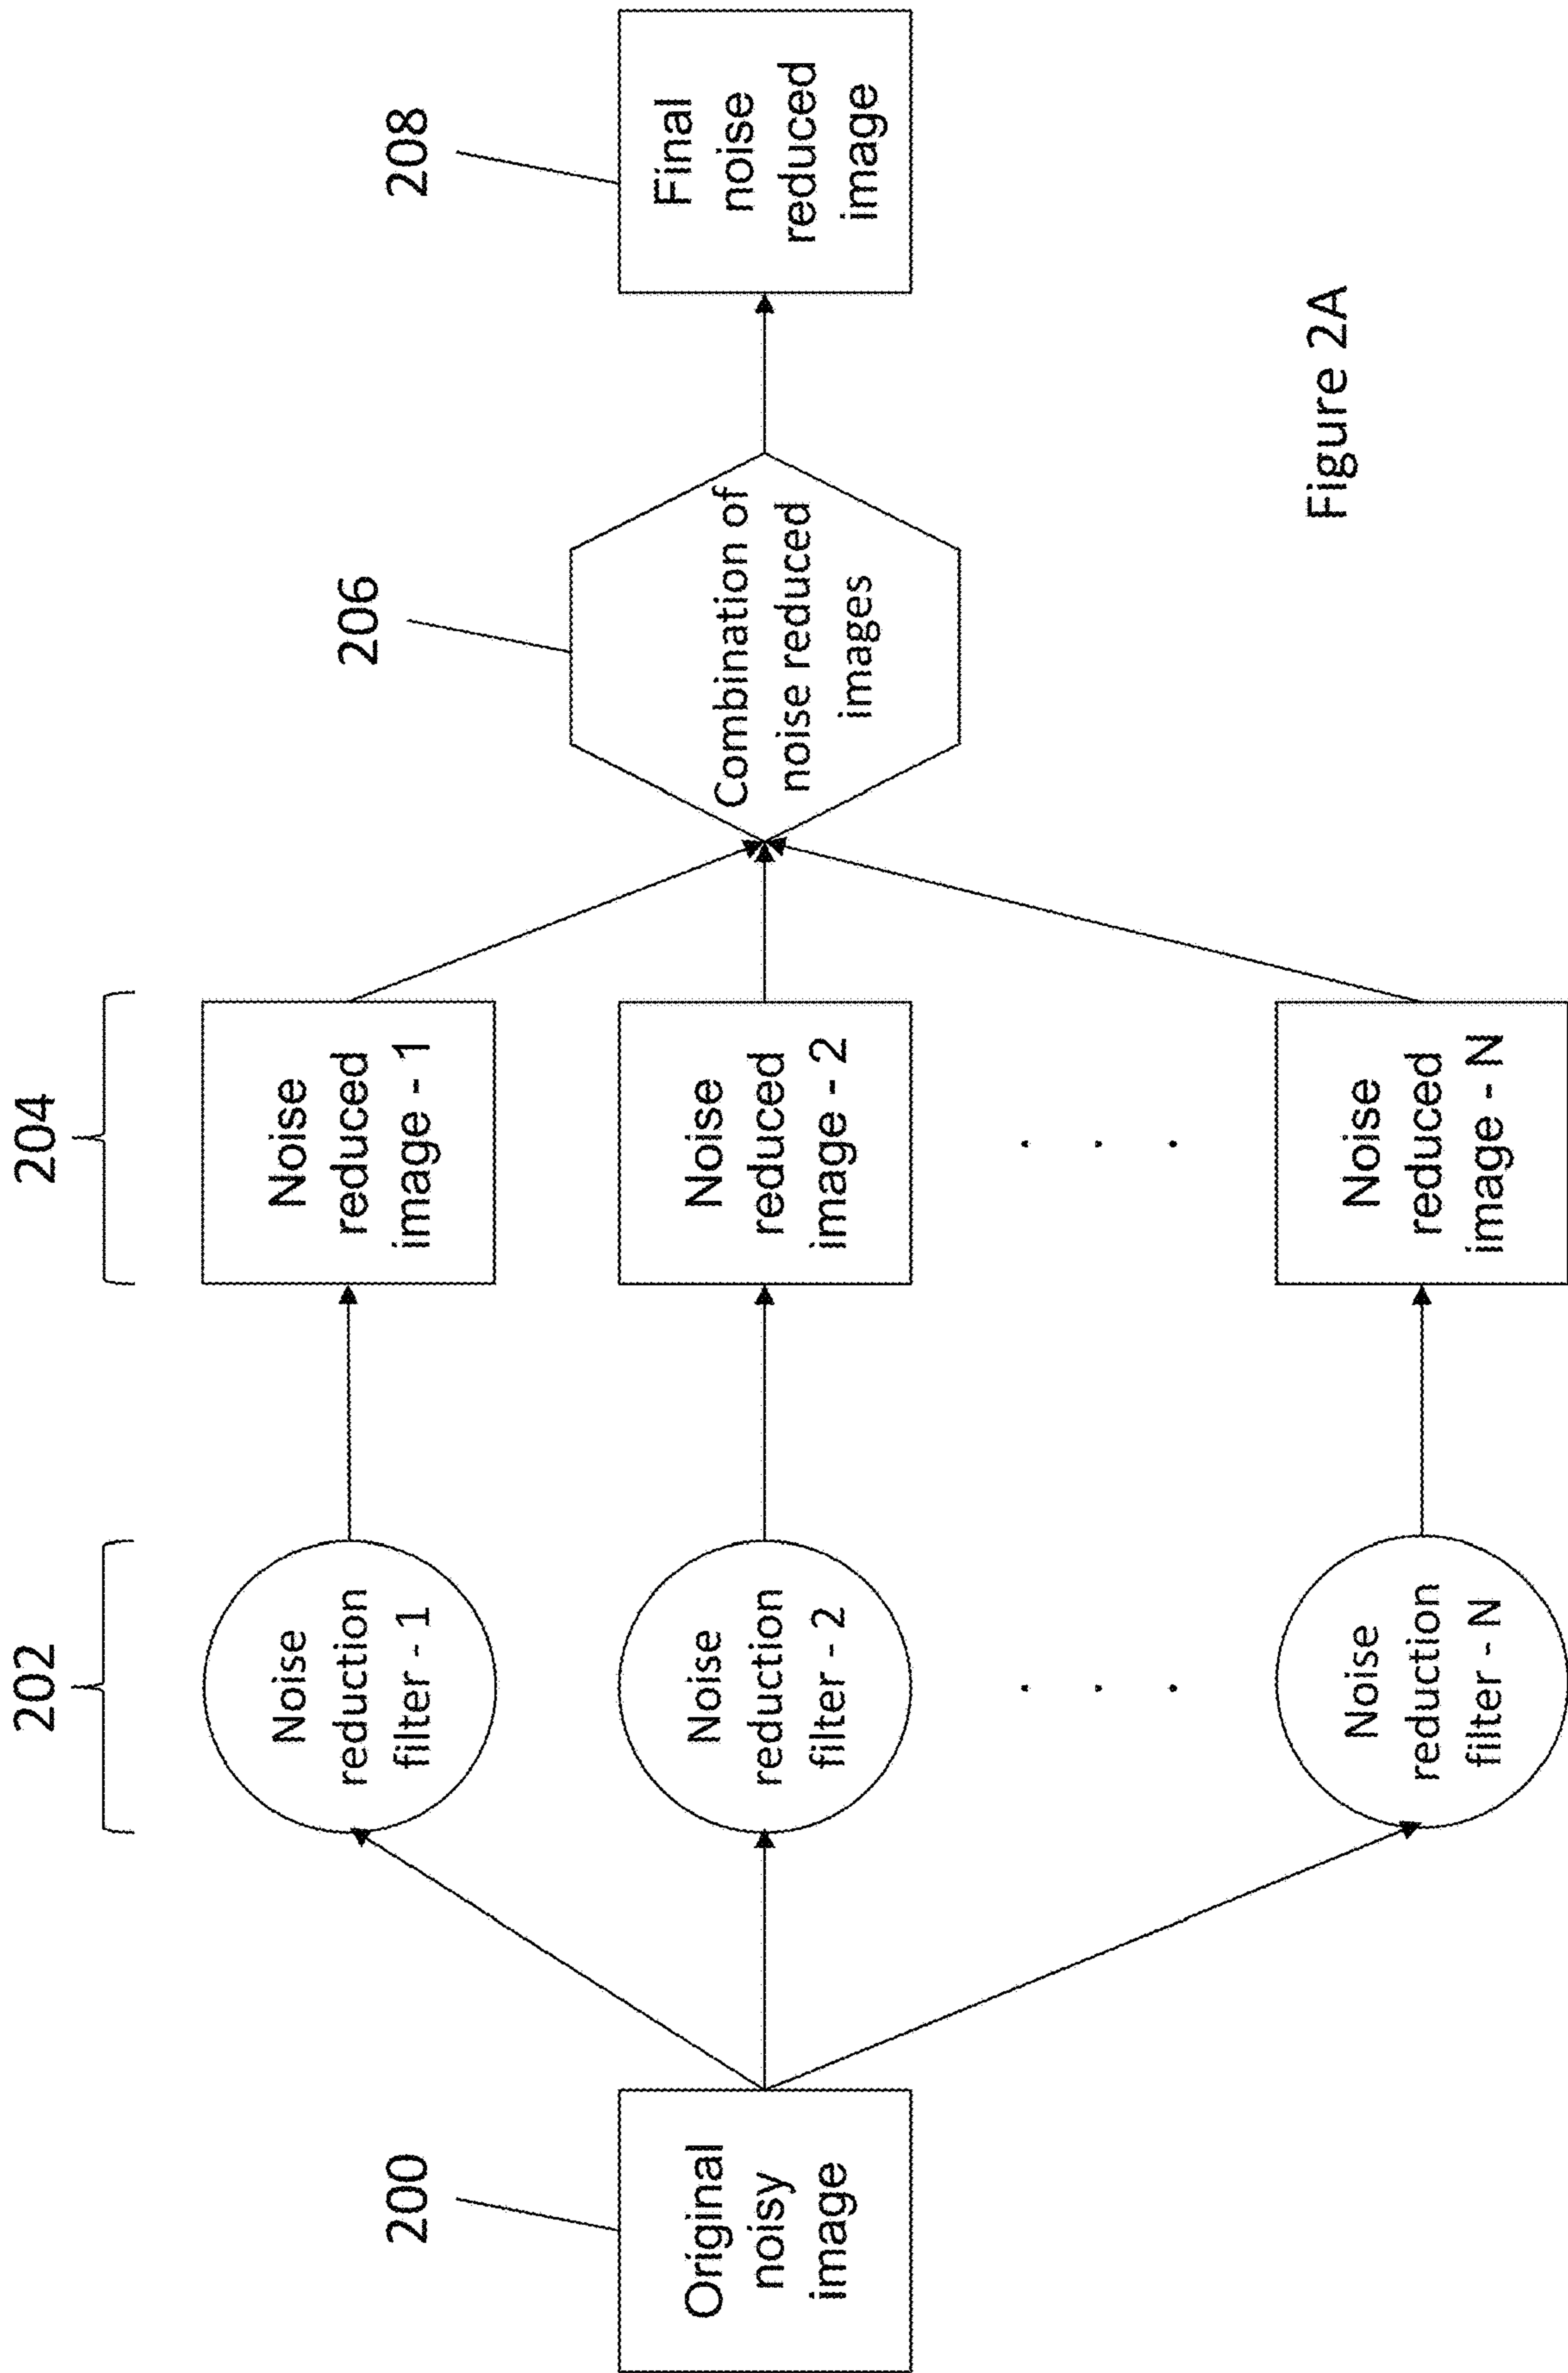 200
Original
noisy
image
202
Noise
reduction
filter - 1
Noise
reduction
filter - 2
. . .
Noise
reduction
filter - N
204
Noise
reduced
image - 1
Noise
reduced
image - 2
. . .
Noise
reduced
image - N
206
Combination of
noise reduced
images
208
Final
noise
reduced
image
Figure 2A